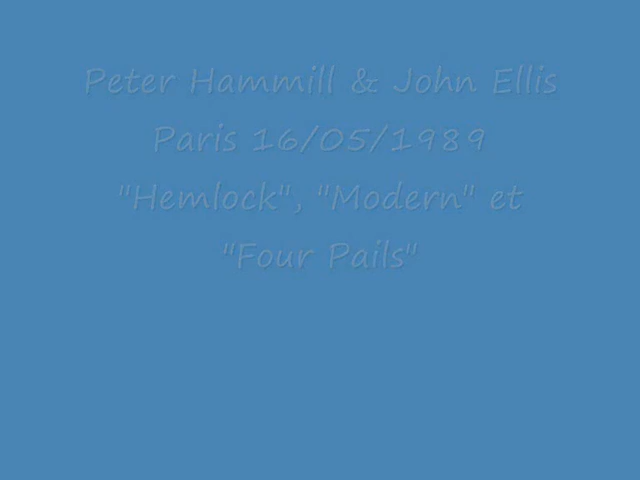 Peter Hammill & John Ellis
Paris 16/05/1989
"Hemlock", "Modern" et
"Four Pails"